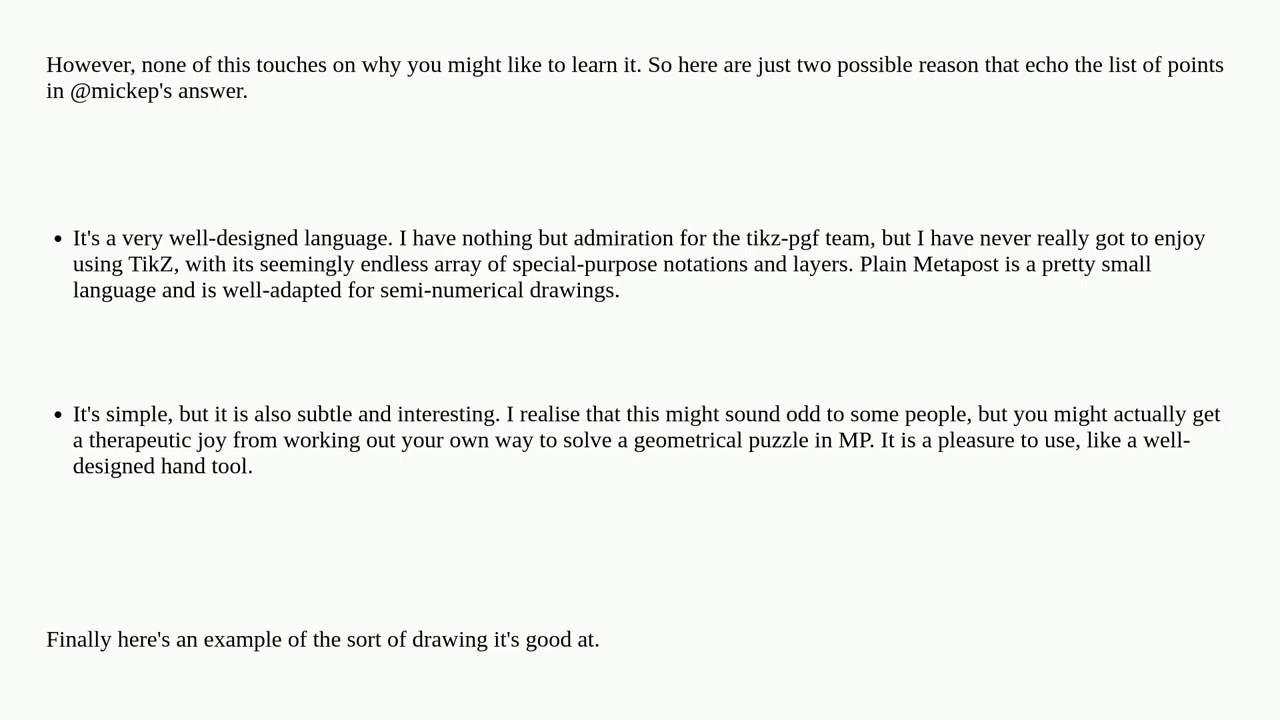 However, none of this touches on why you might like to learn it. So here are just two possible reason that echo the list of points
in @mickep's answer.
• It's a very well-designed language. I have nothing but admiration for the tikz-pgf team, but I have never really got to enjoy
using TikZ, with its seemingly endless array of special-purpose notations and layers. Plain Metapost is a pretty small
language and is well-adapted for semi-numerical drawings.
• It's simple, but it is also subtle and interesting. I realise that this might sound odd to some people, but you might actually get
a therapeutic joy from working out your own way to solve a geometrical puzzle in MP. It is a pleasure to use, like a well-
designed hand tool.
Finally here's an example of the sort of drawing it's good at.